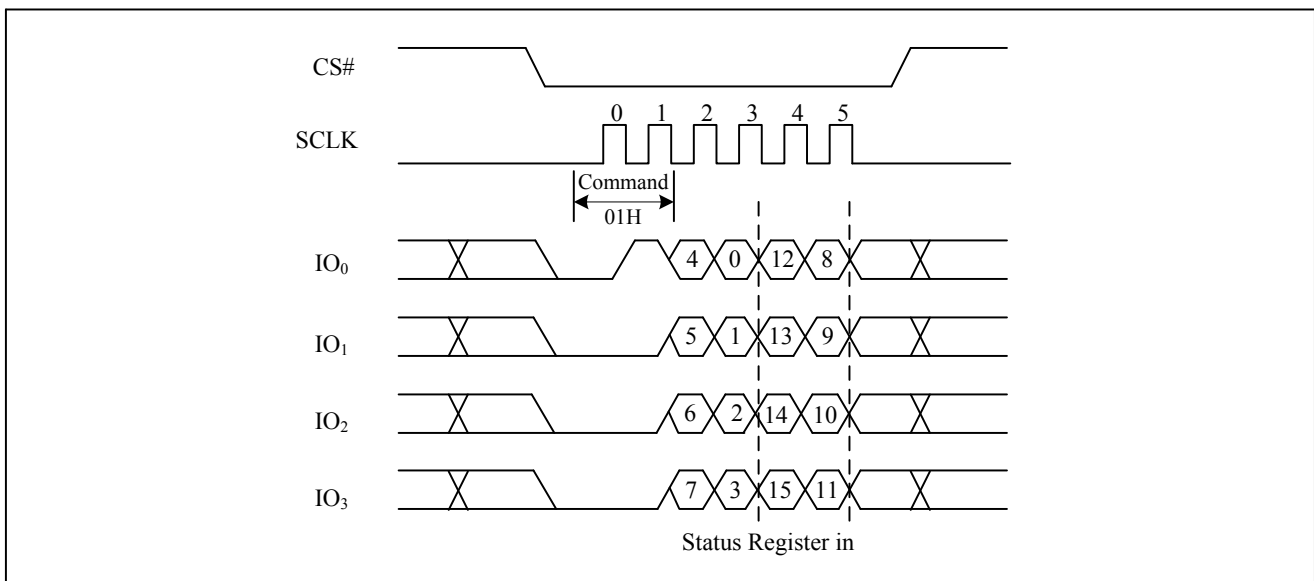 CS#
0 1 2 3 4 5
SCLK
Command
01H
IO₀ 4 0 12 8
IO₁ 5 1 13 9
IO₂ 6 2 14 10
IO₃ 7 3 15 11
Status Register in